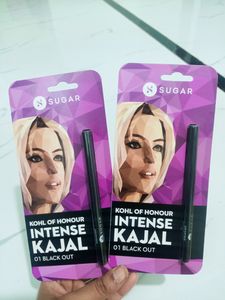 SUGAR
KOHL OF HONOUR
INTENSE
KAJAL
01 BLACK OUT
SUGAR
KOHL OF HONOUR
INTENSE
KAJAL
01 BLACK OUT